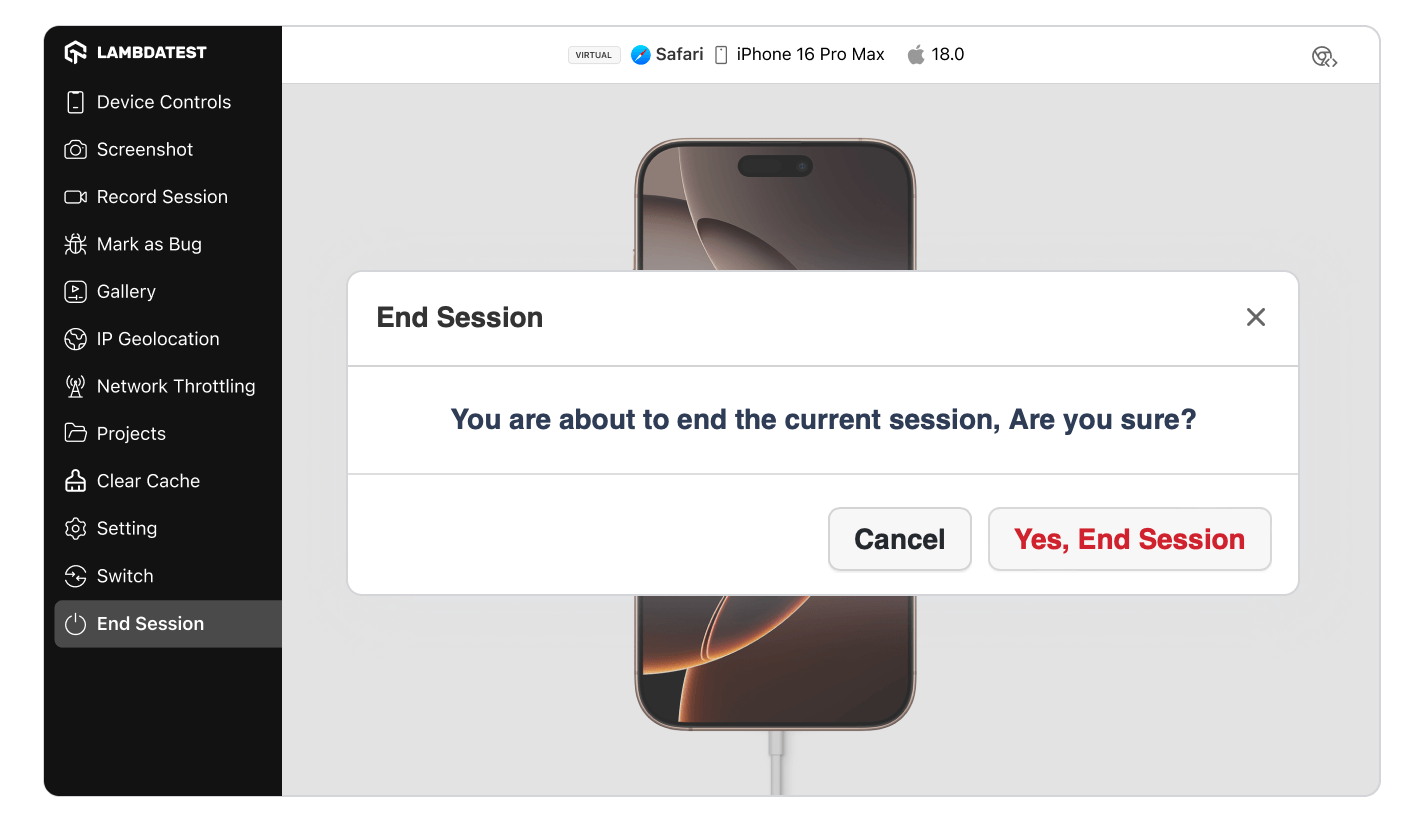 LAMBDATEST
Device Controls
Screenshot
Record Session
Mark as Bug
Gallery
IP Geolocation
Network Throttling
Projects
Clear Cache
Setting
Switch
End Session
VIRTUAL Safari iPhone 16 Pro Max 18.0
End Session
You are about to end the current session, Are you sure?
Cancel Yes, End Session